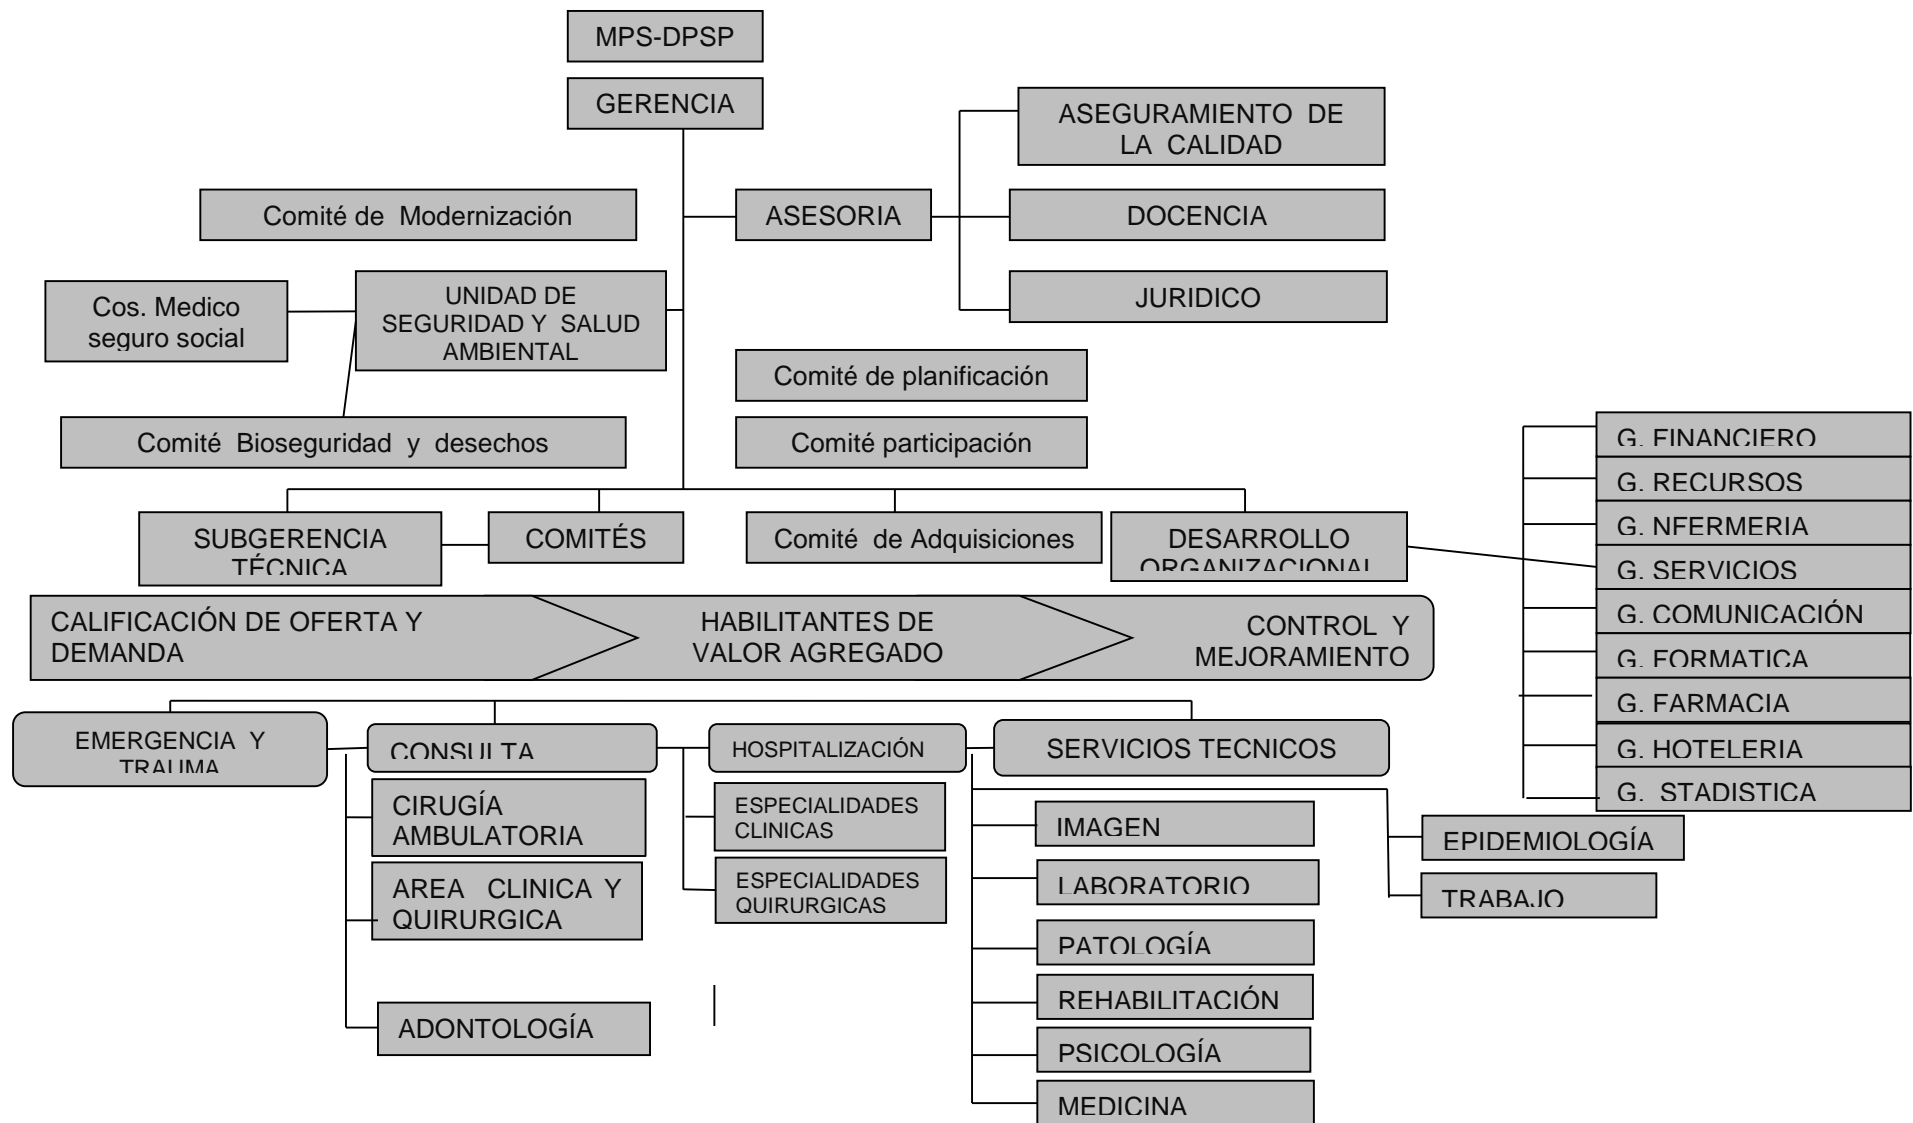 MPS-DPSP
GERENCIA
ASEGURAMIENTO DE
LA CALIDAD
Comité de Modernización
ASESORIA
DOCENCIA
Cos. Medico
seguro social
UNIDAD DE
SEGURIDAD Y SALUD
AMBIENTAL
JURIDICO
Comité de planificación
Comité Bioseguridad y desechos
Comité participación
G. FINANCIERO
G. RECURSOS
G. NFERMERIA
G. SERVICIOS
G. COMUNICACIÓN
G. FORMATICA
G. FARMACIA
G. HOTELERIA
G. STADISTICA
SUBGERENCIA
TÉCNICA
COMITÉS
Comité de Adquisiciones
DESARROLLO
ORGANIZACIONAL
CALIFICACIÓN DE OFERTA Y
DEMANDA
HABILITANTES DE
VALOR AGREGADO
CONTROL Y
MEJORAMIENTO
EMERGENCIA Y
TRAUMA
CONSULTA
HOSPITALIZACIÓN
SERVICIOS TECNICOS
CIRUGÍA
AMBULATORIA
AREA CLINICA Y
QUIRURGICA
ADONTOLOGÍA
ESPECIALIDADES
CLINICAS
ESPECIALIDADES
QUIRURGICAS
IMAGEN
LABORATORIO
PATOLOGÍA
REHABILITACIÓN
PSICOLOGÍA
MEDICINA
EPIDEMIOLOGÍA
TRABAJO